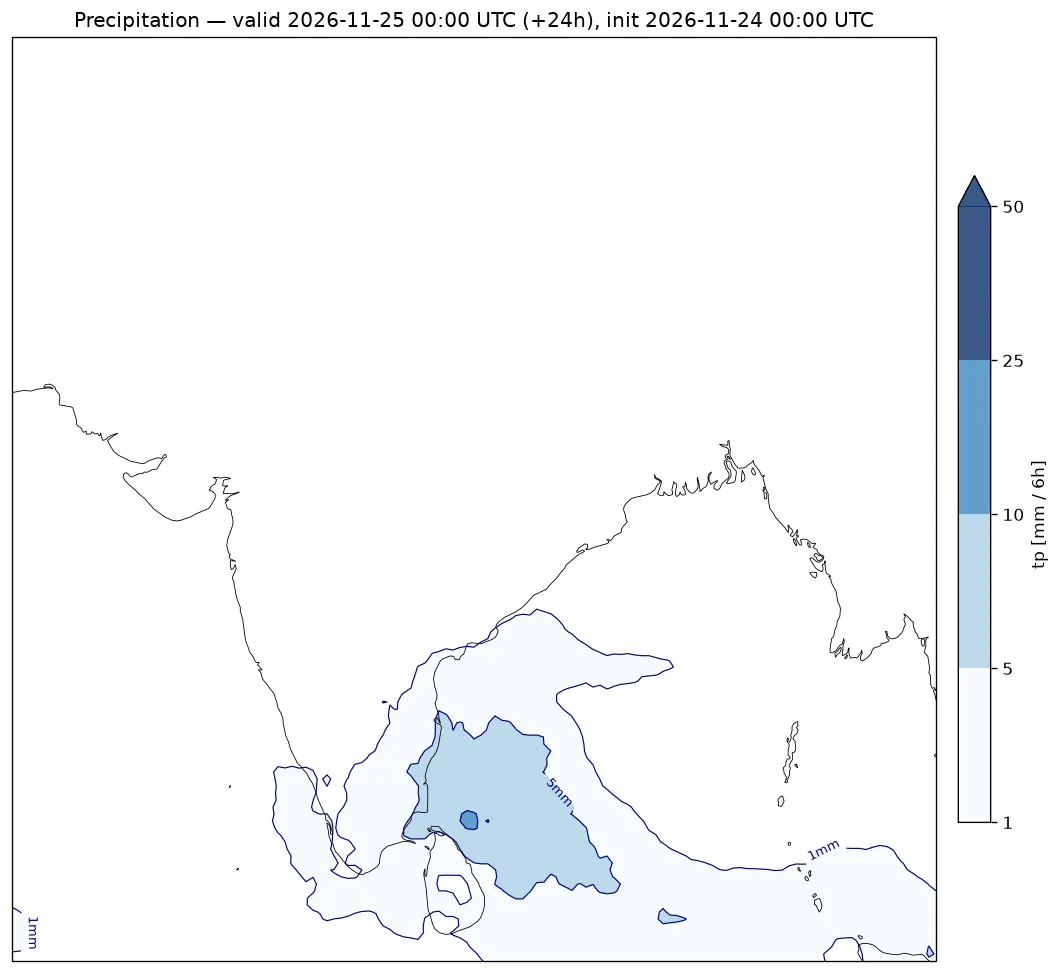 Precipitation — valid 2026-11-25 00:00 UTC (+24h), init 2026-11-24 00:00 UTC
50
25
10
5
1
tp [mm / 6h]
5mm
1mm
1mm